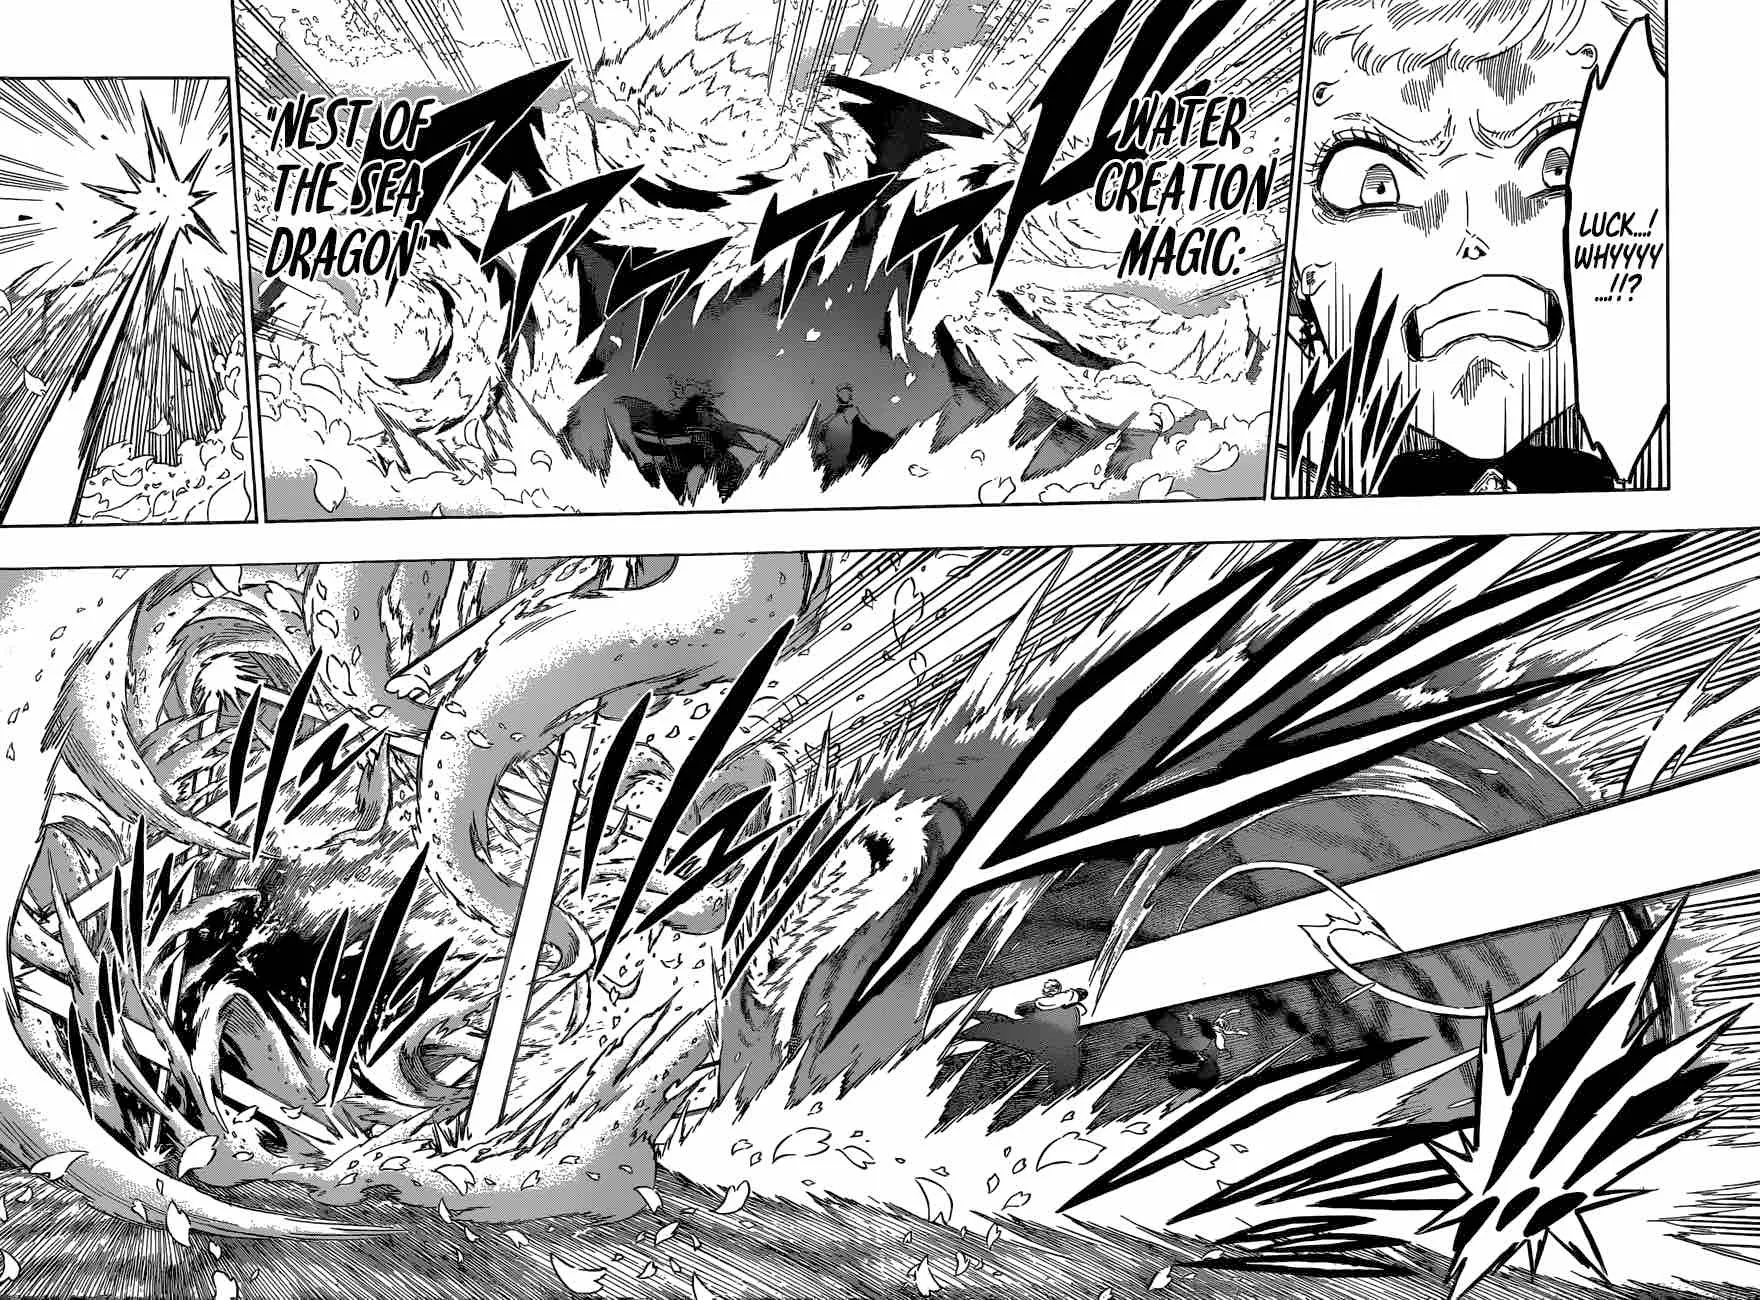 LUCK...!
WHYYYY
...!!?
WATER
CREATION
MAGIC:
"NEST OF
THE SEA
DRAGON"